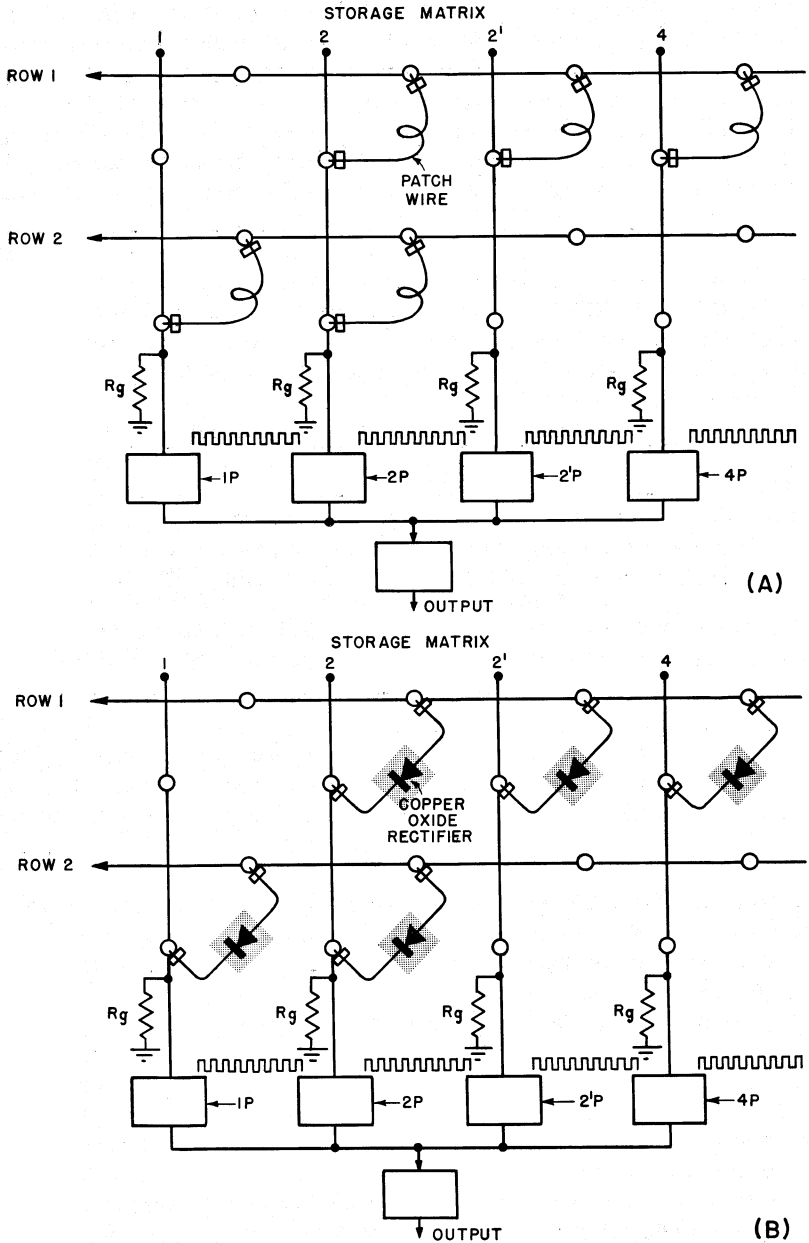 STORAGE MATRIX
1 2 2' 4
ROW 1
PATCH
WIRE
ROW 2
Rg Rg Rg Rg
1P 2P 2'P 4P
OUTPUT
(A)
STORAGE MATRIX
1 2 2' 4
ROW 1
COPPER
OXIDE
RECTIFIER
ROW 2
Rg Rg Rg Rg
1P 2P 2'P 4P
OUTPUT
(B)